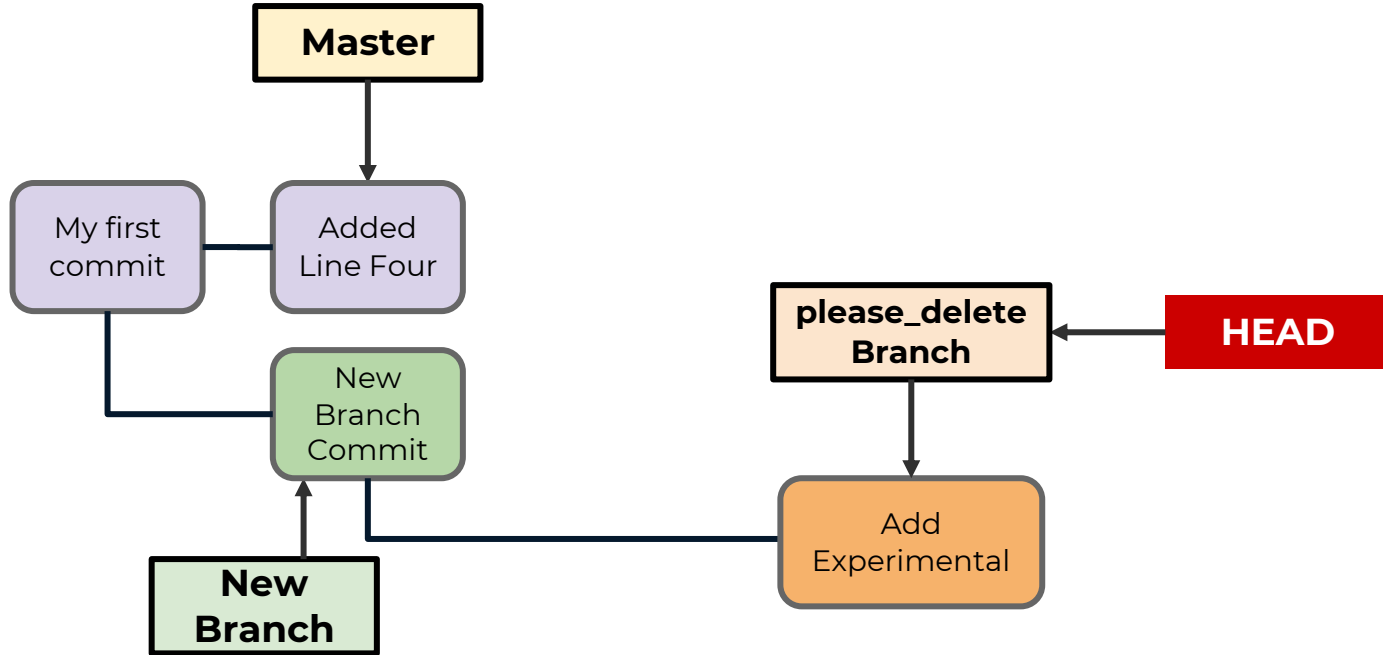 Master
My first
commit
Added
Line Four
please_delete
Branch
HEAD
New
Branch
Commit
Add
Experimental
New
Branch